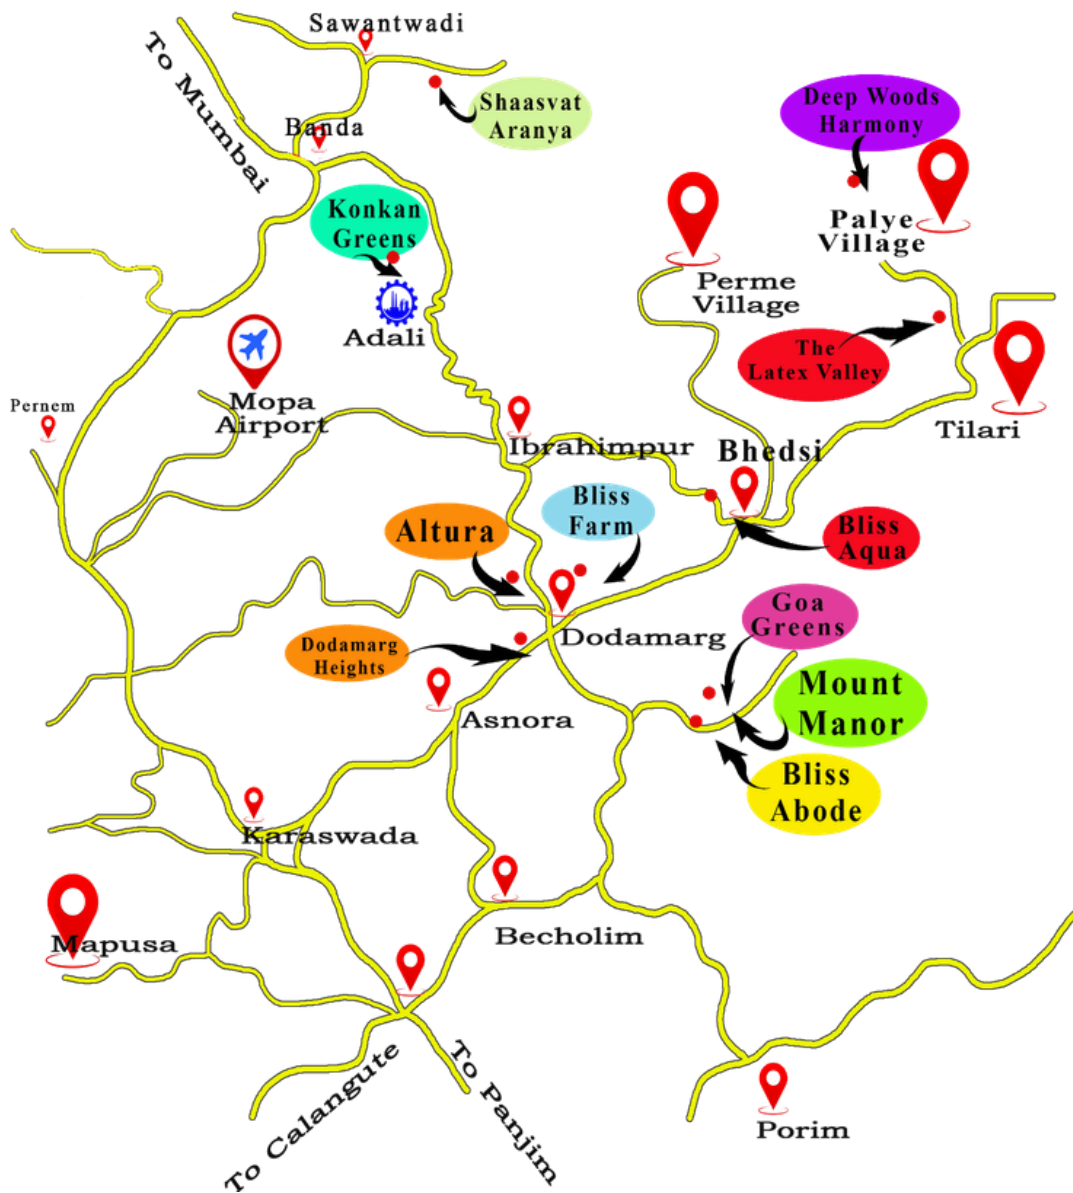 Sawantwadi
To Mumbai
Banda
Shaasvat
Aranya
Deep Woods
Harmony
Konkan
Greens
Palye
Village
Perme
Village
Adali
The
Latex Valley
Mopa
Airport
Pernem
Tilari
Ibrahimpur
Bhedsi
Bliss
Farm
Altura
Bliss
Aqua
Goa
Greens
Dodamarg
Dodamarg
Heights
Mount
Manor
Asnora
Bliss
Abode
Karaswada
Mapusa
Becholim
To Calangute
To Panjim
Porim